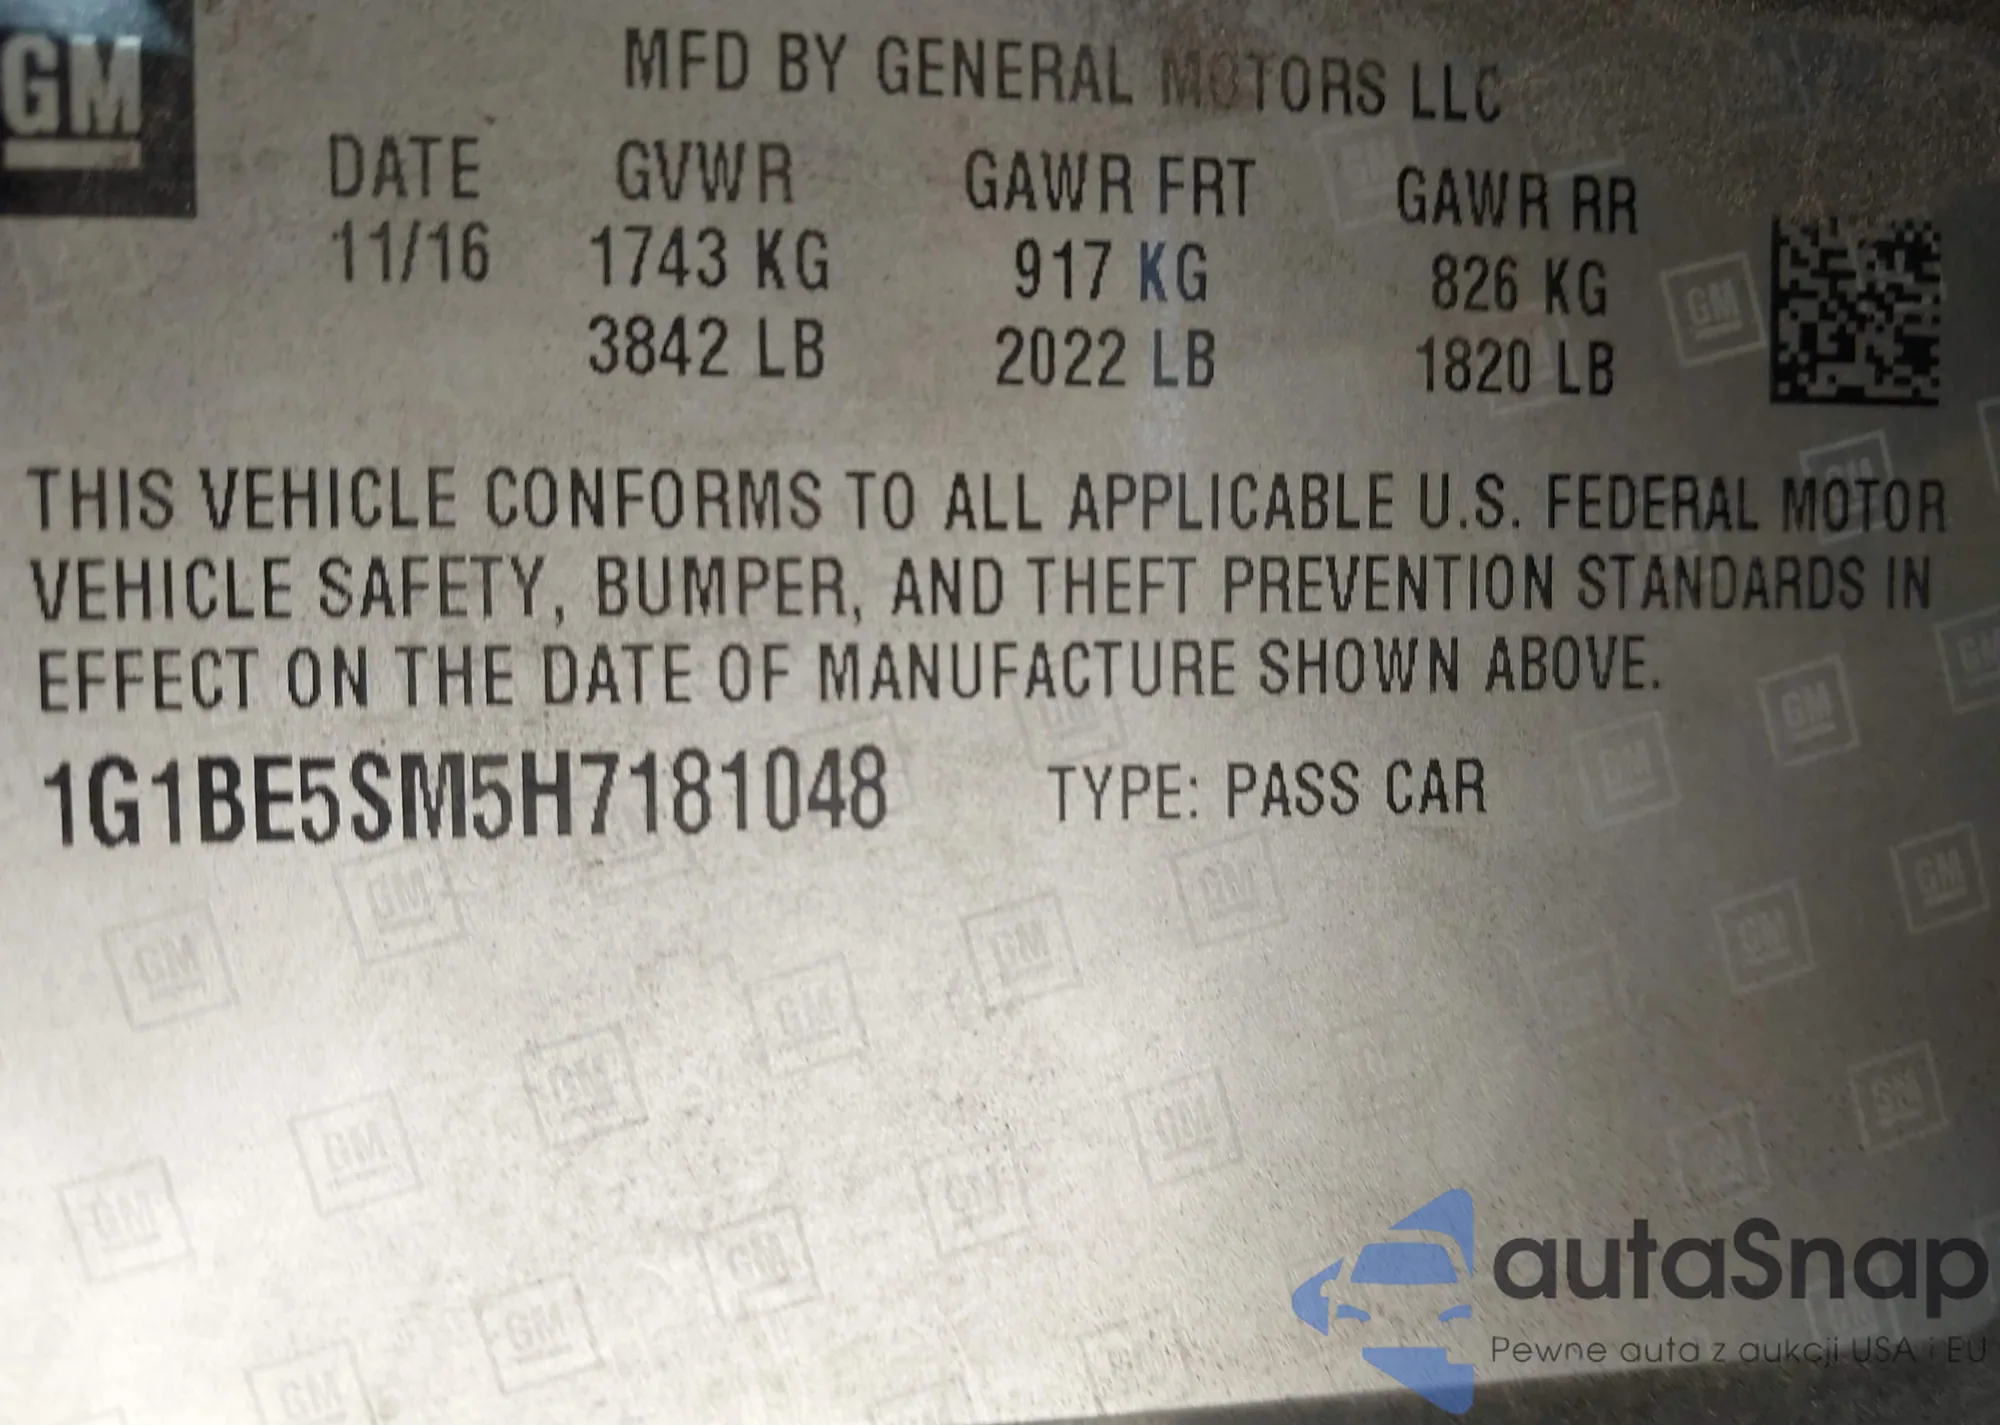 GM
MFD BY GENERAL MOTORS LLC
DATE GVWR GAWR FRT GAWR RR
11/16 1743 KG 917 KG 826 KG
3842 LB 2022 LB 1820 LB
THIS VEHICLE CONFORMS TO ALL APPLICABLE U.S. FEDERAL MOTOR
VEHICLE SAFETY, BUMPER, AND THEFT PREVENTION STANDARDS IN
EFFECT ON THE DATE OF MANUFACTURE SHOWN ABOVE.
1G1BE5SM5H7181048 TYPE: PASS CAR
autaSnap
Pewne auta z aukcji USA i EU